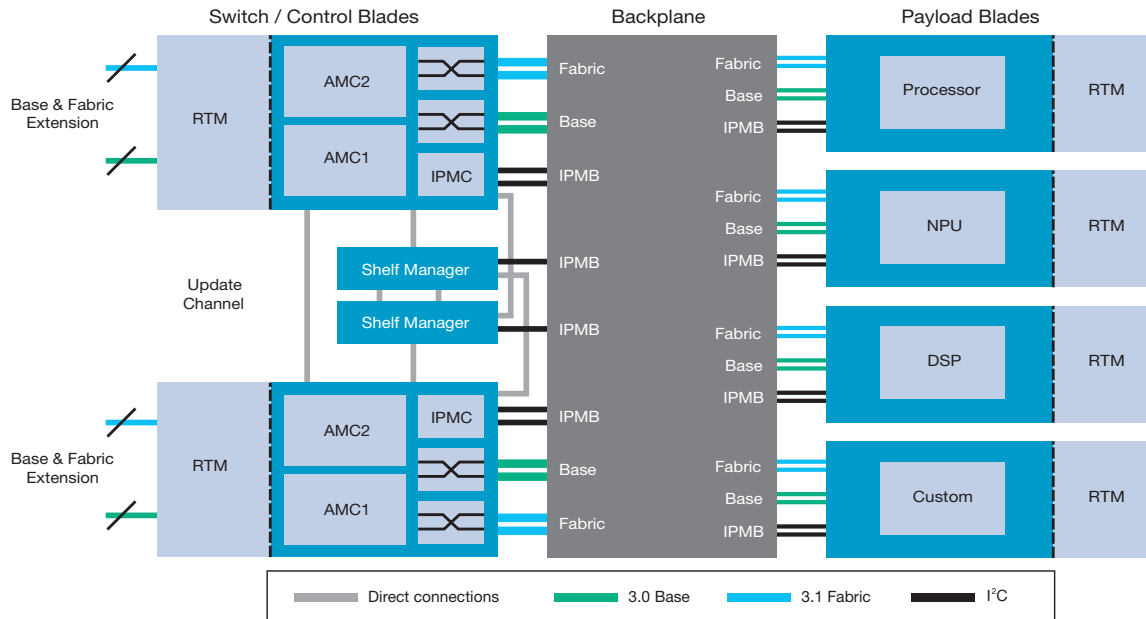 Switch / Control Blades
Backplane
Payload Blades
Base & Fabric
Extension
RTM
AMC2
AMC1
IPMC
Fabric
Base
IPMB
Update
Channel
Shelf Manager
Shelf Manager
IPMB
IPMB
Base & Fabric
Extension
RTM
AMC2
AMC1
IPMC
IPMB
Base
Fabric
Fabric
Base
IPMB
Processor
RTM
Fabric
Base
IPMB
NPU
RTM
Fabric
Base
IPMB
DSP
RTM
Fabric
Base
IPMB
Custom
RTM
Direct connections
3.0 Base
3.1 Fabric
I²C